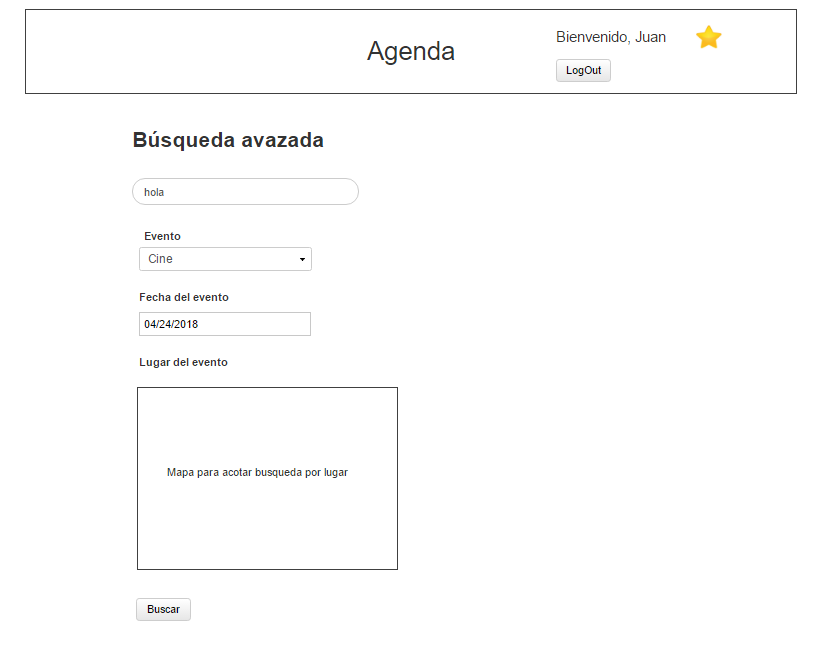 Agenda
Bienvenido, Juan
LogOut
Búsqueda avazada
hola
Evento
Cine
Fecha del evento
04/24/2018
Lugar del evento
Mapa para acotar busqueda por lugar
Buscar